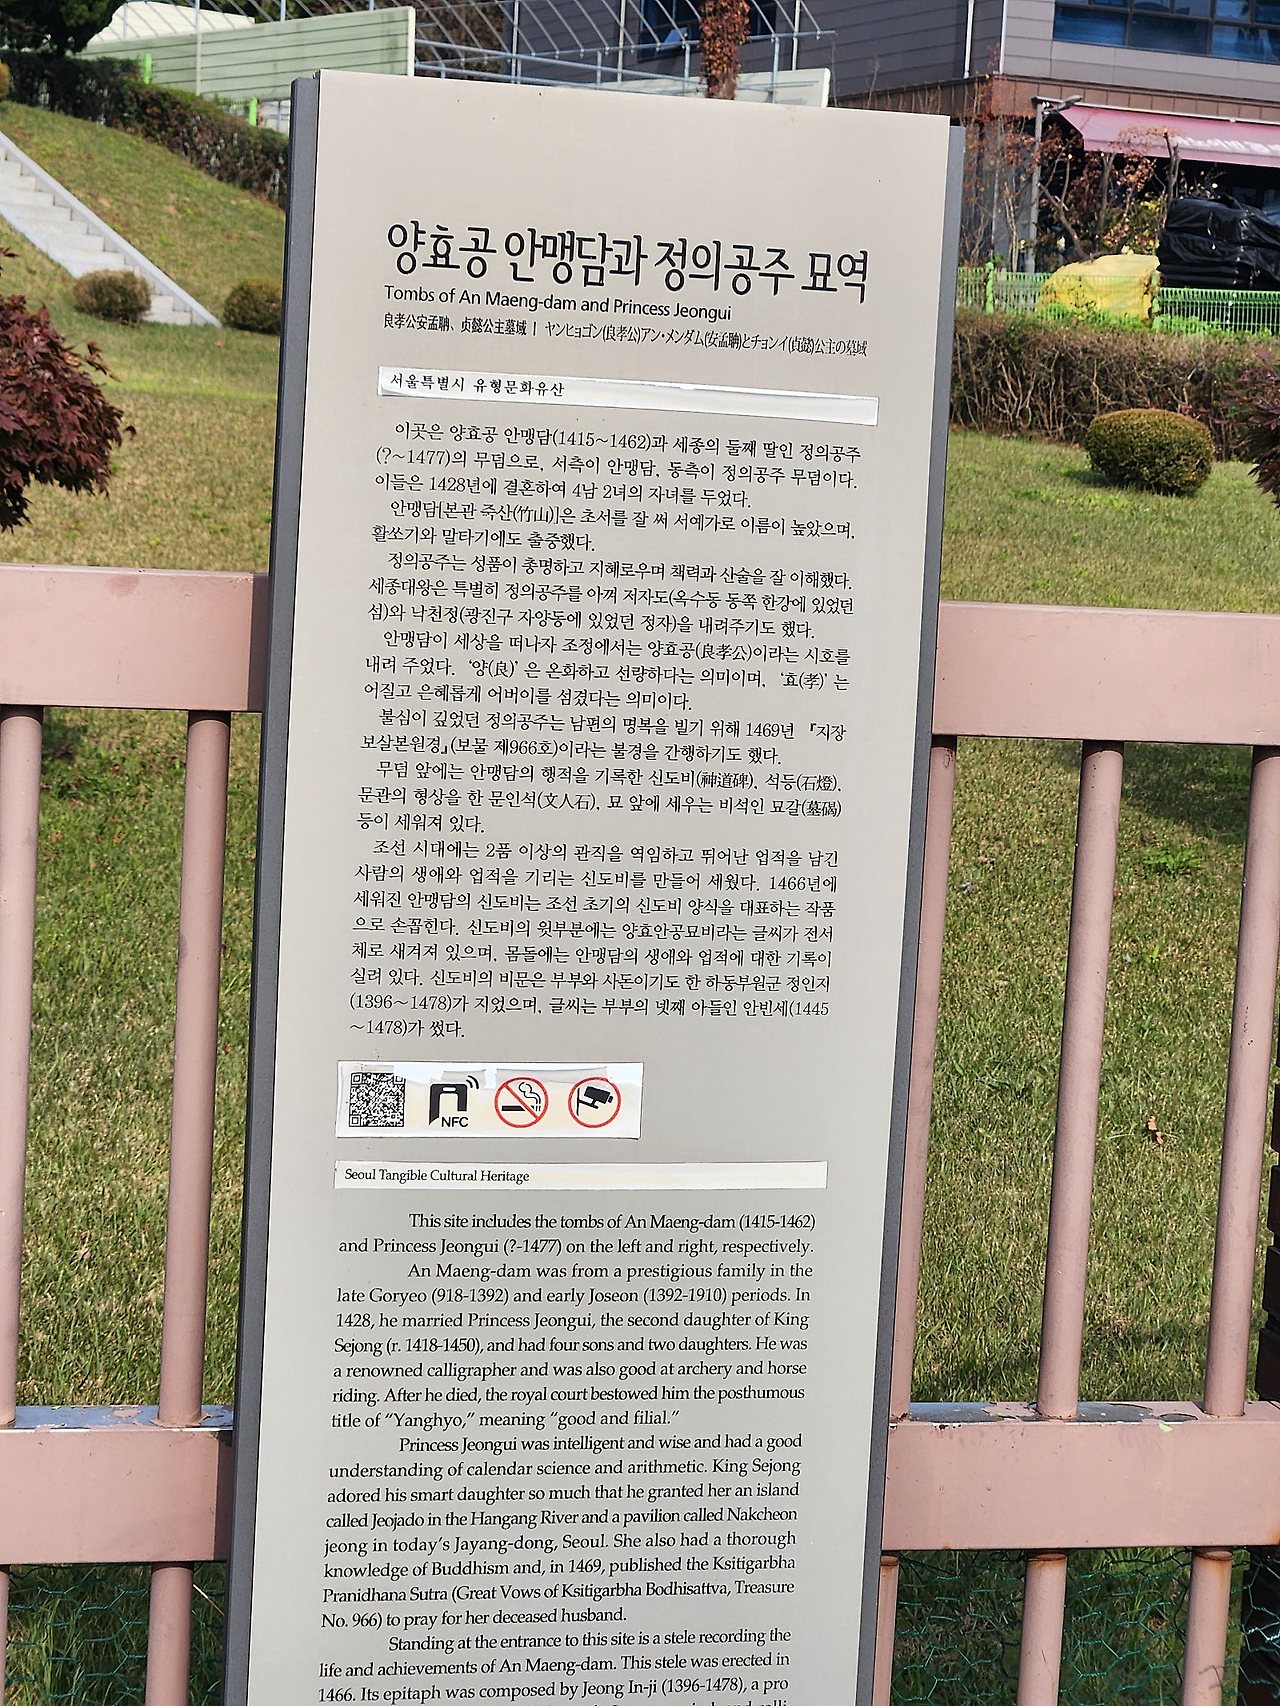 양효공 안맹담과 정의공주 묘역
Tombs of An Maeng-dam and Princess Jeongui
良孝公安孟聃、贞懿公主墓域 | ヤンヒョゴン(良孝公)アン・メンダム(安孟聃)とチョンイ(貞懿)公主の墓域
서울특별시 유형문화유산
이곳은 양효공 안맹담(1415~1462)과 세종의 둘째 딸인 정의공주
(?~1477)의 무덤으로, 서측이 안맹담, 동측이 정의공주 무덤이다.
이들은 1428년에 결혼하여 4남 2녀의 자녀를 두었다.
안맹담[본관 죽산(竹山)]은 초서를 잘 써 서예가로 이름이 높았으며,
활쏘기와 말타기에도 출중했다.
정의공주는 성품이 총명하고 지혜로우며 책력과 산술을 잘 이해했다.
세종대왕은 특별히 정의공주를 아껴 저자도(옥수동 동쪽 한강에 있었던
섬)와 낙천정(광진구 자양동에 있었던 정자)을 내려주기도 했다.
안맹담이 세상을 떠나자 조정에서는 양효공(良孝公)이라는 시호를
내려 주었다. ‘양(良)’ 은 온화하고 선량하다는 의미이며, ‘효(孝)’ 는
어질고 은혜롭게 어버이를 섬겼다는 의미이다.
불심이 깊었던 정의공주는 남편의 명복을 빌기 위해 1469년 『지장
보살본원경』(보물 제966호)이라는 불경을 간행하기도 했다.
무덤 앞에는 안맹담의 행적을 기록한 신도비(神道碑), 석등(石燈),
문관의 형상을 한 문인석(文人石), 묘 앞에 세우는 비석인 묘갈(墓碣)
등이 세워져 있다.
조선 시대에는 2품 이상의 관직을 역임하고 뛰어난 업적을 남긴
사람의 생애와 업적을 기리는 신도비를 만들어 세웠다. 1466년에
세워진 안맹담의 신도비는 조선 초기의 신도비 양식을 대표하는 작품
으로 손꼽힌다. 신도비의 윗부분에는 양효안공묘비라는 글씨가 전서
체로 새겨져 있으며, 몸돌에는 안맹담의 생애와 업적에 대한 기록이
실려 있다. 신도비의 비문은 부부와 사돈이기도 한 하동부원군 정인지
(1396~1478)가 지었으며, 글씨는 부부의 넷째 아들인 안빈세(1445
~1478)가 썼다.
NFC
Seoul Tangible Cultural Heritage
This site includes the tombs of An Maeng-dam (1415-1462)
and Princess Jeongui (?-1477) on the left and right, respectively.
An Maeng-dam was from a prestigious family in the
late Goryeo (918-1392) and early Joseon (1392-1910) periods. In
1428, he married Princess Jeongui, the second daughter of King
Sejong (r. 1418-1450), and had four sons and two daughters. He was
a renowned calligrapher and was also good at archery and horse
riding. After he died, the royal court bestowed him the posthumous
title of “Yanghyo,” meaning “good and filial.”
Princess Jeongui was intelligent and wise and had a good
understanding of calendar science and arithmetic. King Sejong
adored his smart daughter so much that he granted her an island
called Jeojado in the Hangang River and a pavilion called Nakcheon
jeong in today’s Jayang-dong, Seoul. She also had a thorough
knowledge of Buddhism and, in 1469, published the Ksitigarbha
Pranidhana Sutra (Great Vows of Ksitigarbha Bodhisattva, Treasure
No. 966) to pray for her deceased husband.
Standing at the entrance to this site is a stele recording the
life and achievements of An Maeng-dam. This stele was erected in
1466. Its epitaph was composed by Jeong In-ji (1396-1478), a pro